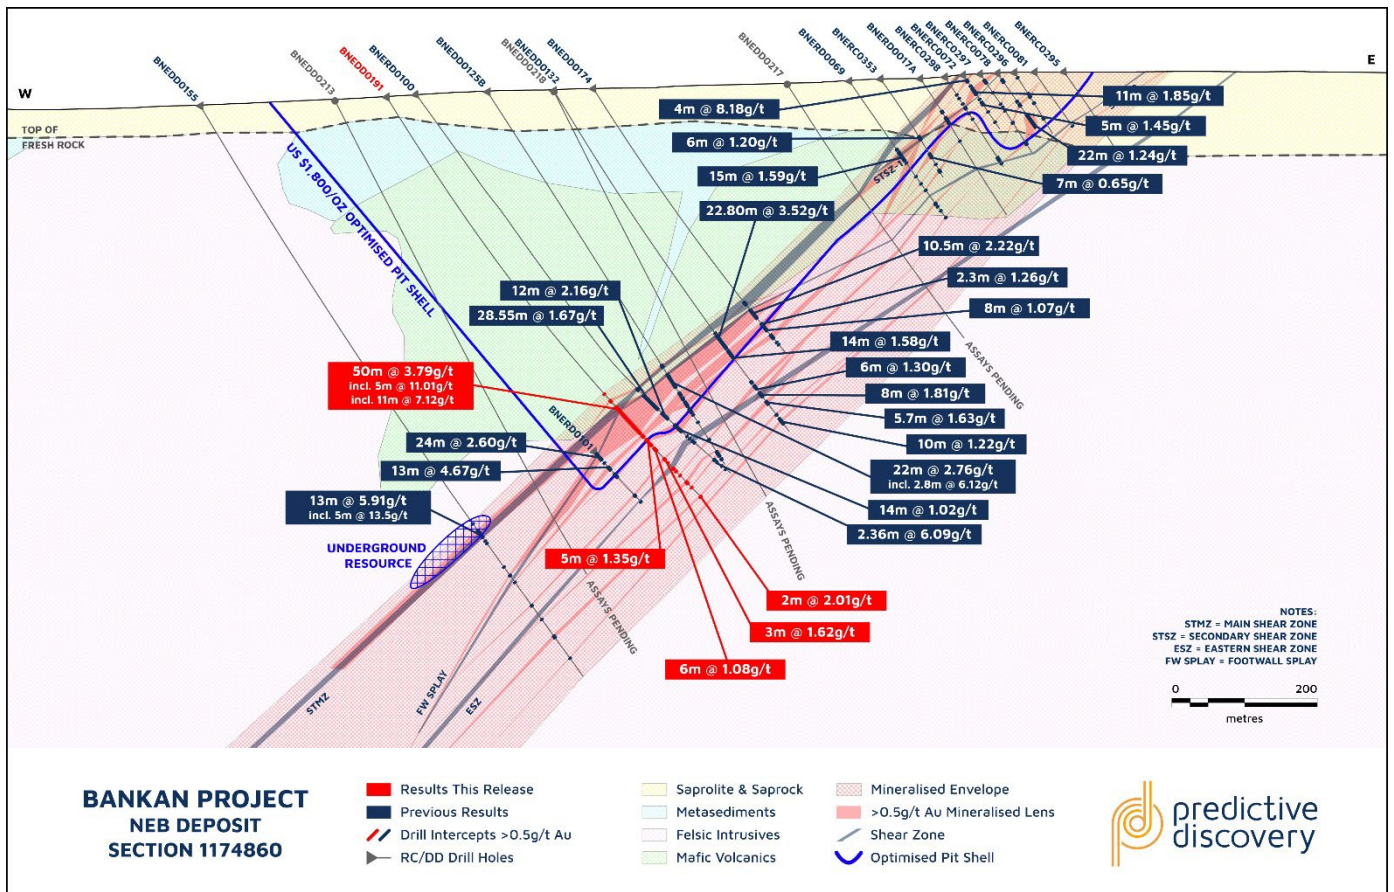 BNEDD0155
BNEDD0213
BNEDD0191
BNERD0100
BNEDD0125B
BNEDD0132
BNEDD0218
BNEDD0174
BNEDD0217
BNERD0069
BNERC0353
BNERD0017A
BNERC0298
BNERC0072
BNERC0297
BNERC0078
BNERC0296
BNERC0081
BNERC0295
W
E
TOP OF
FRESH ROCK
US $1,800/OZ OPTIMISED PIT SHELL
4m @ 8.18g/t
11m @ 1.85g/t
5m @ 1.45g/t
6m @ 1.20g/t
22m @ 1.24g/t
15m @ 1.59g/t
STSZ-1
7m @ 0.65g/t
22.80m @ 3.52g/t
10.5m @ 2.22g/t
2.3m @ 1.26g/t
12m @ 2.16g/t
8m @ 1.07g/t
28.55m @ 1.67g/t
14m @ 1.58g/t
ASSAYS PENDING
50m @ 3.79g/t
incl. 5m @ 11.01g/t
incl. 11m @ 7.12g/t
6m @ 1.30g/t
8m @ 1.81g/t
5.7m @ 1.63g/t
BNERD0101
24m @ 2.60g/t
10m @ 1.22g/t
13m @ 4.67g/t
22m @ 2.76g/t
incl. 2.8m @ 6.12g/t
13m @ 5.91g/t
incl. 5m @ 13.5g/t
14m @ 1.02g/t
2.36m @ 6.09g/t
ASSAYS PENDING
UNDERGROUND
RESOURCE
5m @ 1.35g/t
ASSAYS PENDING
2m @ 2.01g/t
3m @ 1.62g/t
6m @ 1.08g/t
STMZ
FW SPLAY
ESZ
NOTES:
STMZ = MAIN SHEAR ZONE
STSZ = SECONDARY SHEAR ZONE
ESZ = EASTERN SHEAR ZONE
FW SPLAY = FOOTWALL SPLAY
0 200
metres
BANKAN PROJECT
NEB DEPOSIT
SECTION 1174860
Results This Release
Previous Results
Drill Intercepts >0.5g/t Au
RC/DD Drill Holes
Saprolite & Saprock
Metasediments
Felsic Intrusives
Mafic Volcanics
Mineralised Envelope
>0.5g/t Au Mineralised Lens
Shear Zone
Optimised Pit Shell
predictive
discovery